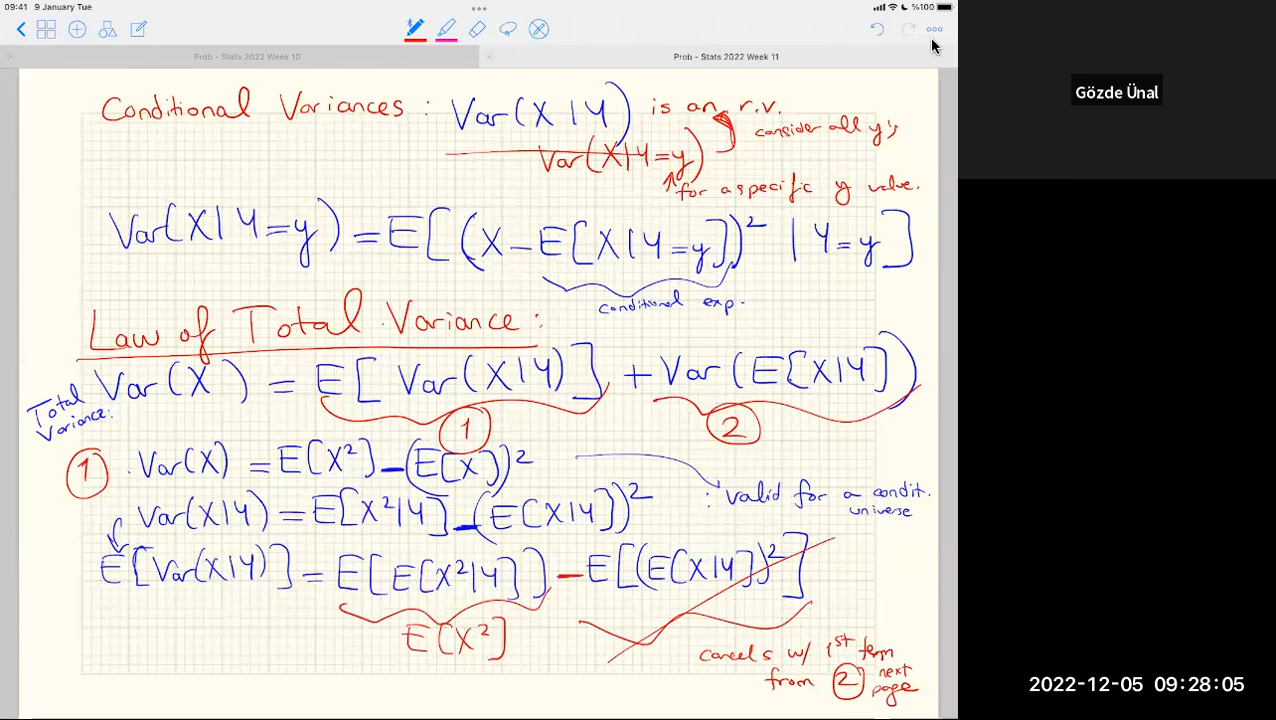 09:41 9 January Tue
%100
Prob - Stats 2022 Week 10
Prob - Stats 2022 Week 11
Gözde Ünal
Conditional Variances : Var(X|Y) is an r.v.
Var(X|Y=y)
consider all y's
for a specific y value.
Var(X|Y=y) = E[(X-E[X|Y=y])² | Y=y]
conditional exp.
Law of Total Variance:
Total Variance: Var(X) = E[Var(X|Y)] + Var(E[X|Y])
1 2
1 Var(X) = E[X²] - (E[X])²
: valid for a condit. universe
Var(X|Y) = E[X²|Y] - (E[X|Y])²
E[Var(X|Y)] = E[E[X²|Y]] - E[(E[X|Y])²]
E[X²]
cancels w/ 1st term
from 2 next page
2022-12-05 09:28:05